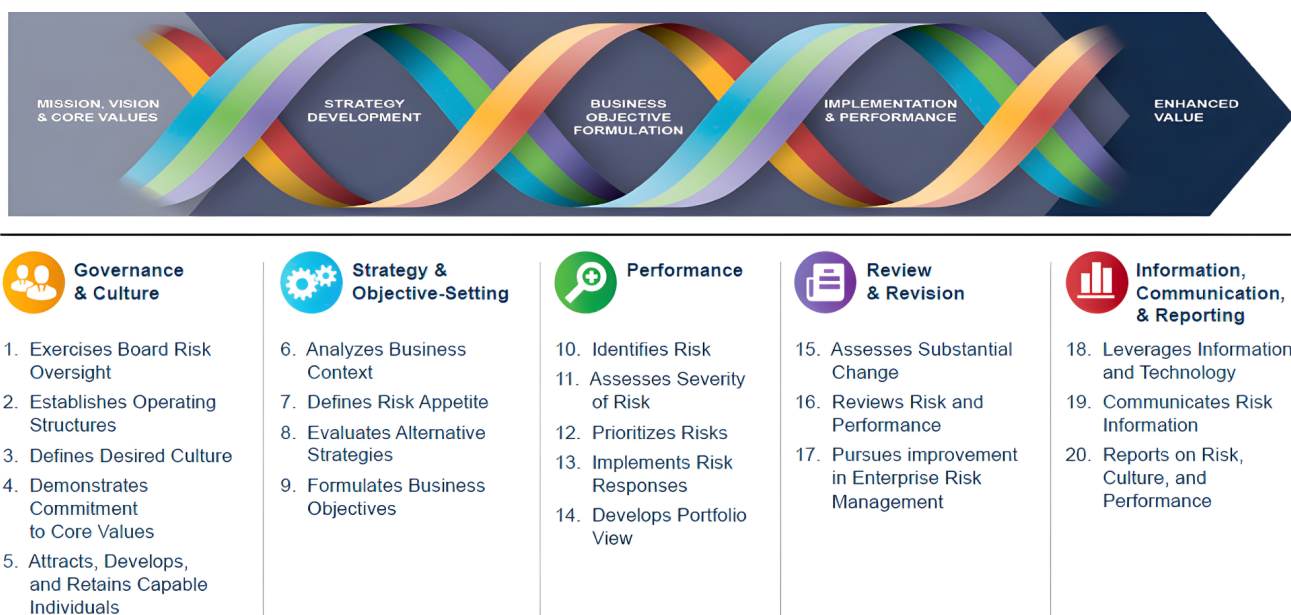 MISSION, VISION
& CORE VALUES
STRATEGY
DEVELOPMENT
BUSINESS
OBJECTIVE
FORMULATION
IMPLEMENTATION
& PERFORMANCE
ENHANCED
VALUE
Governance
& Culture
1. Exercises Board Risk
Oversight
2. Establishes Operating
Structures
3. Defines Desired Culture
4. Demonstrates
Commitment
to Core Values
5. Attracts, Develops,
and Retains Capable
Individuals
Strategy &
Objective-Setting
6. Analyzes Business
Context
7. Defines Risk Appetite
8. Evaluates Alternative
Strategies
9. Formulates Business
Objectives
Performance
10. Identifies Risk
11. Assesses Severity
of Risk
12. Prioritizes Risks
13. Implements Risk
Responses
14. Develops Portfolio
View
Review
& Revision
15. Assesses Substantial
Change
16. Reviews Risk and
Performance
17. Pursues improvement
in Enterprise Risk
Management
Information,
Communication,
& Reporting
18. Leverages Information
and Technology
19. Communicates Risk
Information
20. Reports on Risk,
Culture, and
Performance